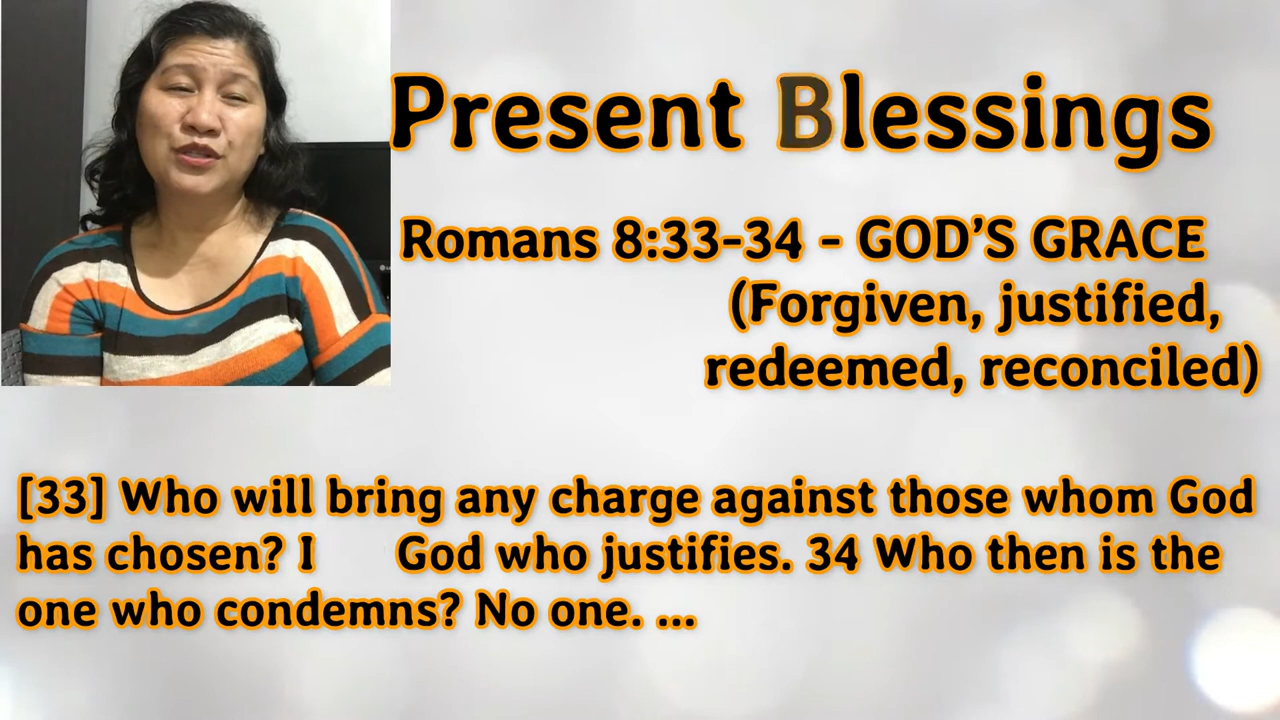 Present Blessings
Romans 8:33-34 - GOD'S GRACE
(Forgiven, justified,
redeemed, reconciled)
[33] Who will bring any charge against those whom God
has chosen? I God who justifies. 34 Who then is the
one who condemns? No one. ...